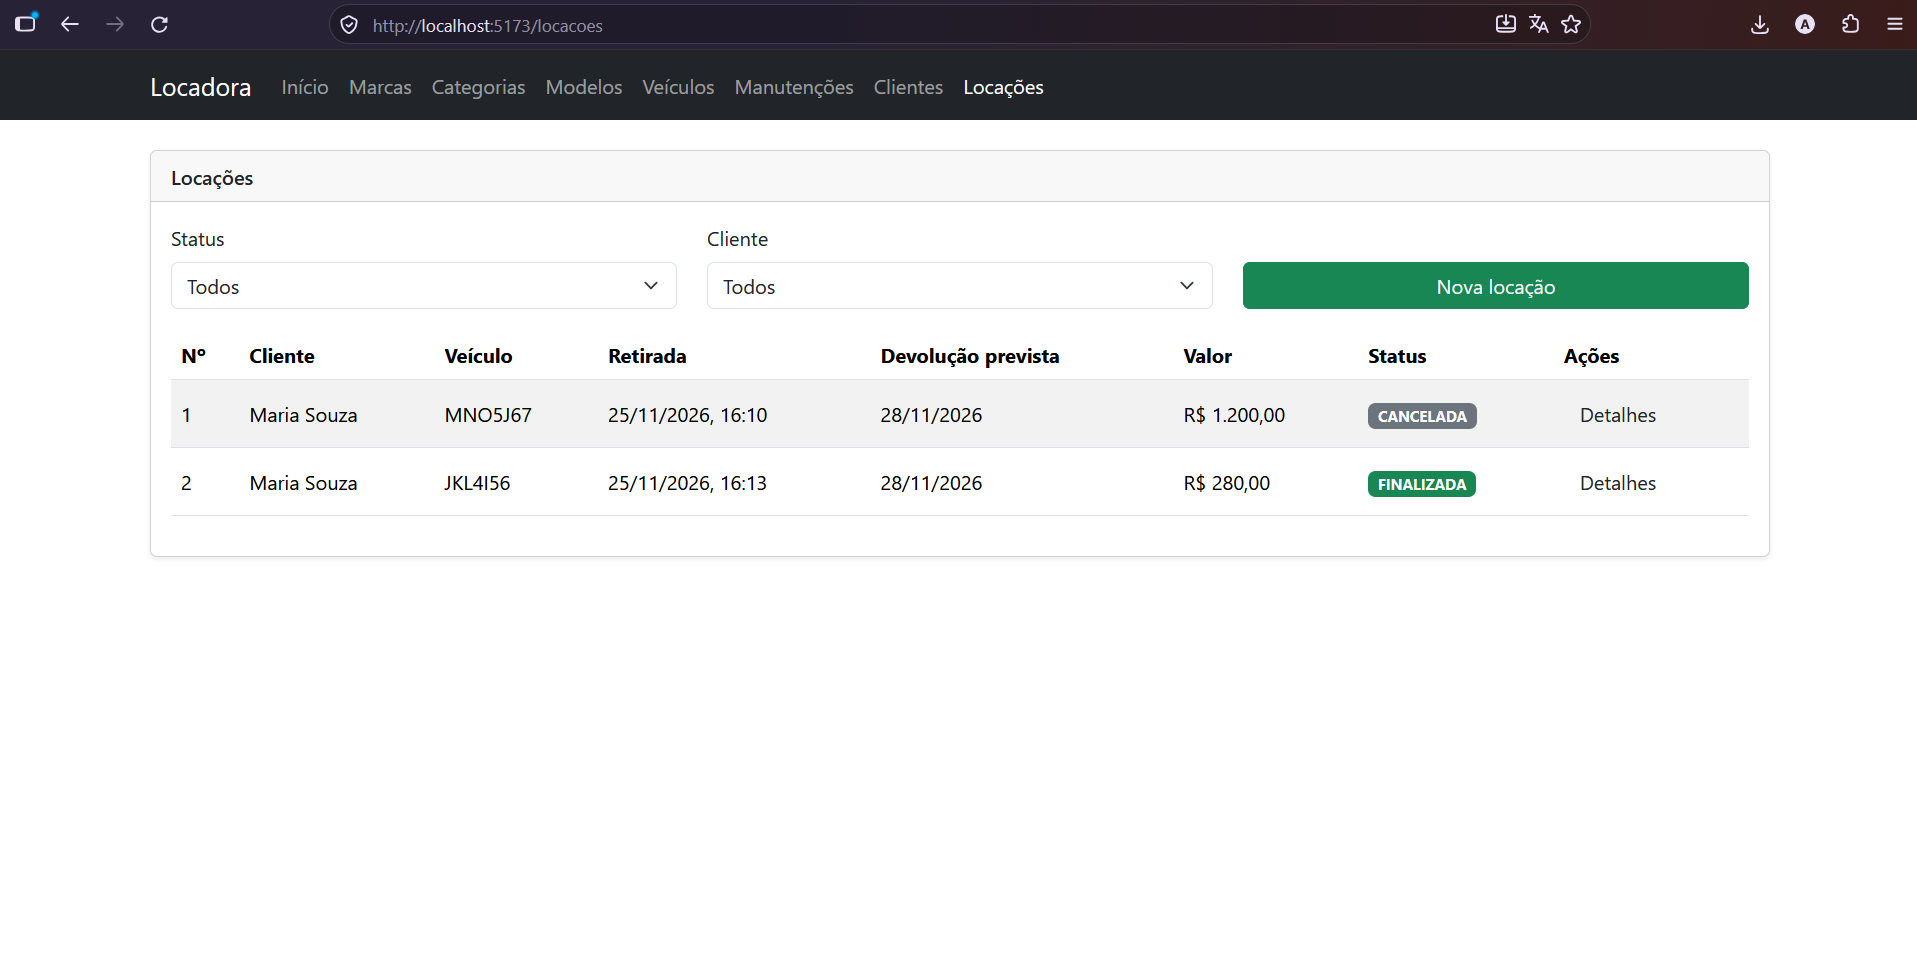 http://localhost:5173/locacoes
A
Locadora Início Marcas Categorias Modelos Veículos Manutenções Clientes Locações
Locações
Status Cliente
Todos Todos Nova locação
Nº Cliente Veículo Retirada Devolução prevista Valor Status Ações
1 Maria Souza MNO5J67 25/11/2026, 16:10 28/11/2026 R$ 1.200,00 CANCELADA Detalhes
2 Maria Souza JKL4I56 25/11/2026, 16:13 28/11/2026 R$ 280,00 FINALIZADA Detalhes